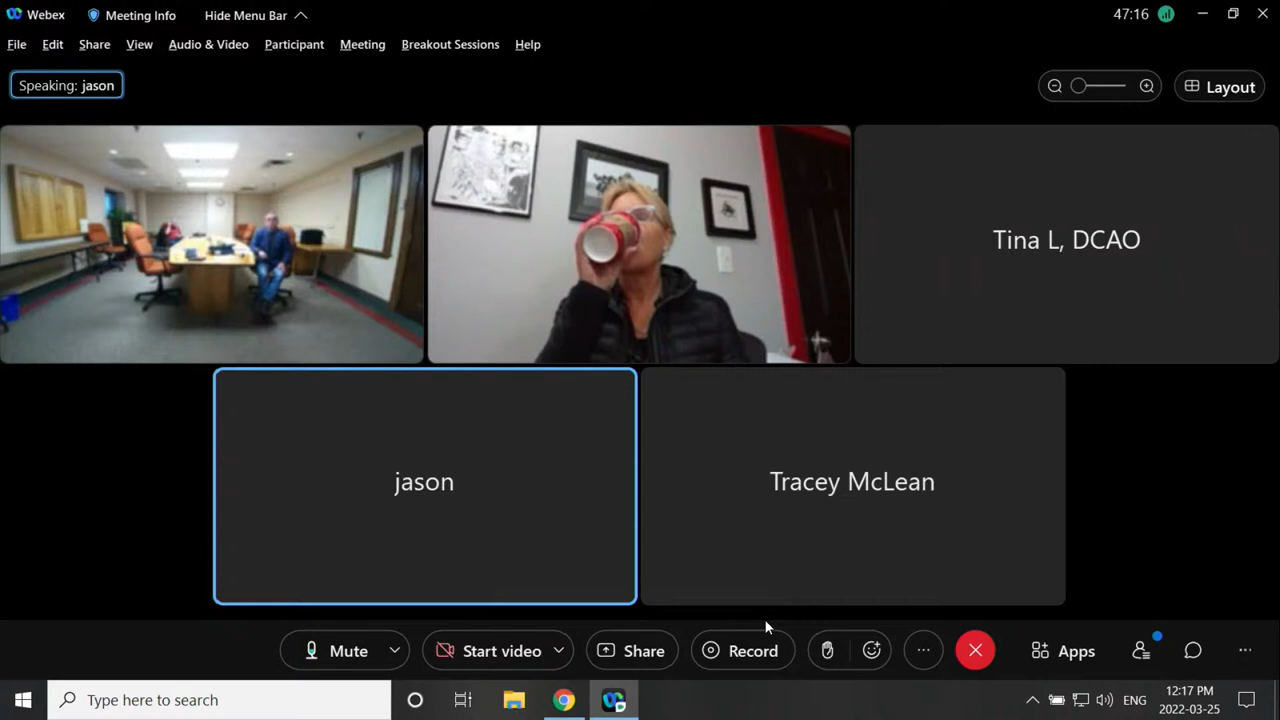 Webex
Meeting Info
Hide Menu Bar
47:16
File
Edit
Share
View
Audio & Video
Participant
Meeting
Breakout Sessions
Help
Speaking: jason
Layout
Tina L, DCAO
jason
Tracey McLean
Mute
Start video
Share
Record
Apps
Type here to search
ENG
12:17 PM
2022-03-25